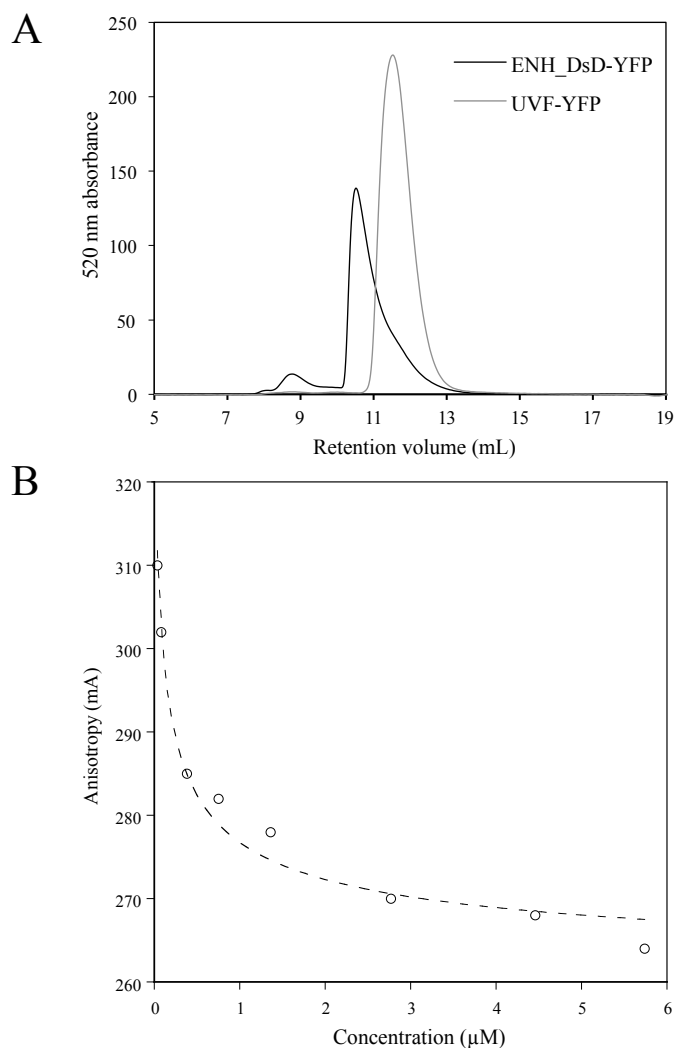 A
250
200
150
100
50
0
520 nm absorbance
ENH_DsD-YFP
UVF-YFP
5 7 9 11 13 15 17 19
Retention volume (mL)
B
320
310
300
290
280
270
260
Anisotropy (mA)
0 1 2 3 4 5 6
Concentration (µM)